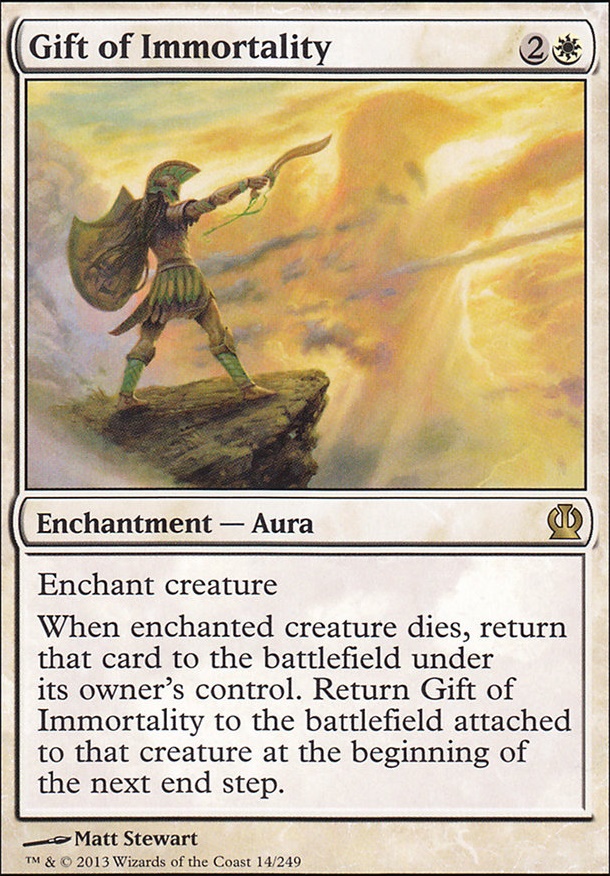 Gift of Immortality 2
Enchantment — Aura
Enchant creature
When enchanted creature dies, return
that card to the battlefield under
its owner's control. Return Gift of
Immortality to the battlefield attached
to that creature at the beginning of
the next end step.
Matt Stewart
™ & © 2013 Wizards of the Coast 14/249